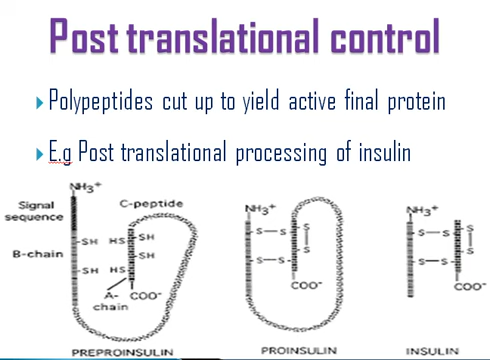 Post translational control
Polypeptides cut up to yield active final protein
E.g Post translational processing of insulin
NH3+
Signal sequence
C-peptide
B-chain
SH
HS
SH
SH
SH
HS
A-chain
COO-
PREPROINSULIN
NH3+
S—S
S
S
S—S
COO-
PROINSULIN
NH3+
S—S
S
S
S—S
COO-
INSULIN